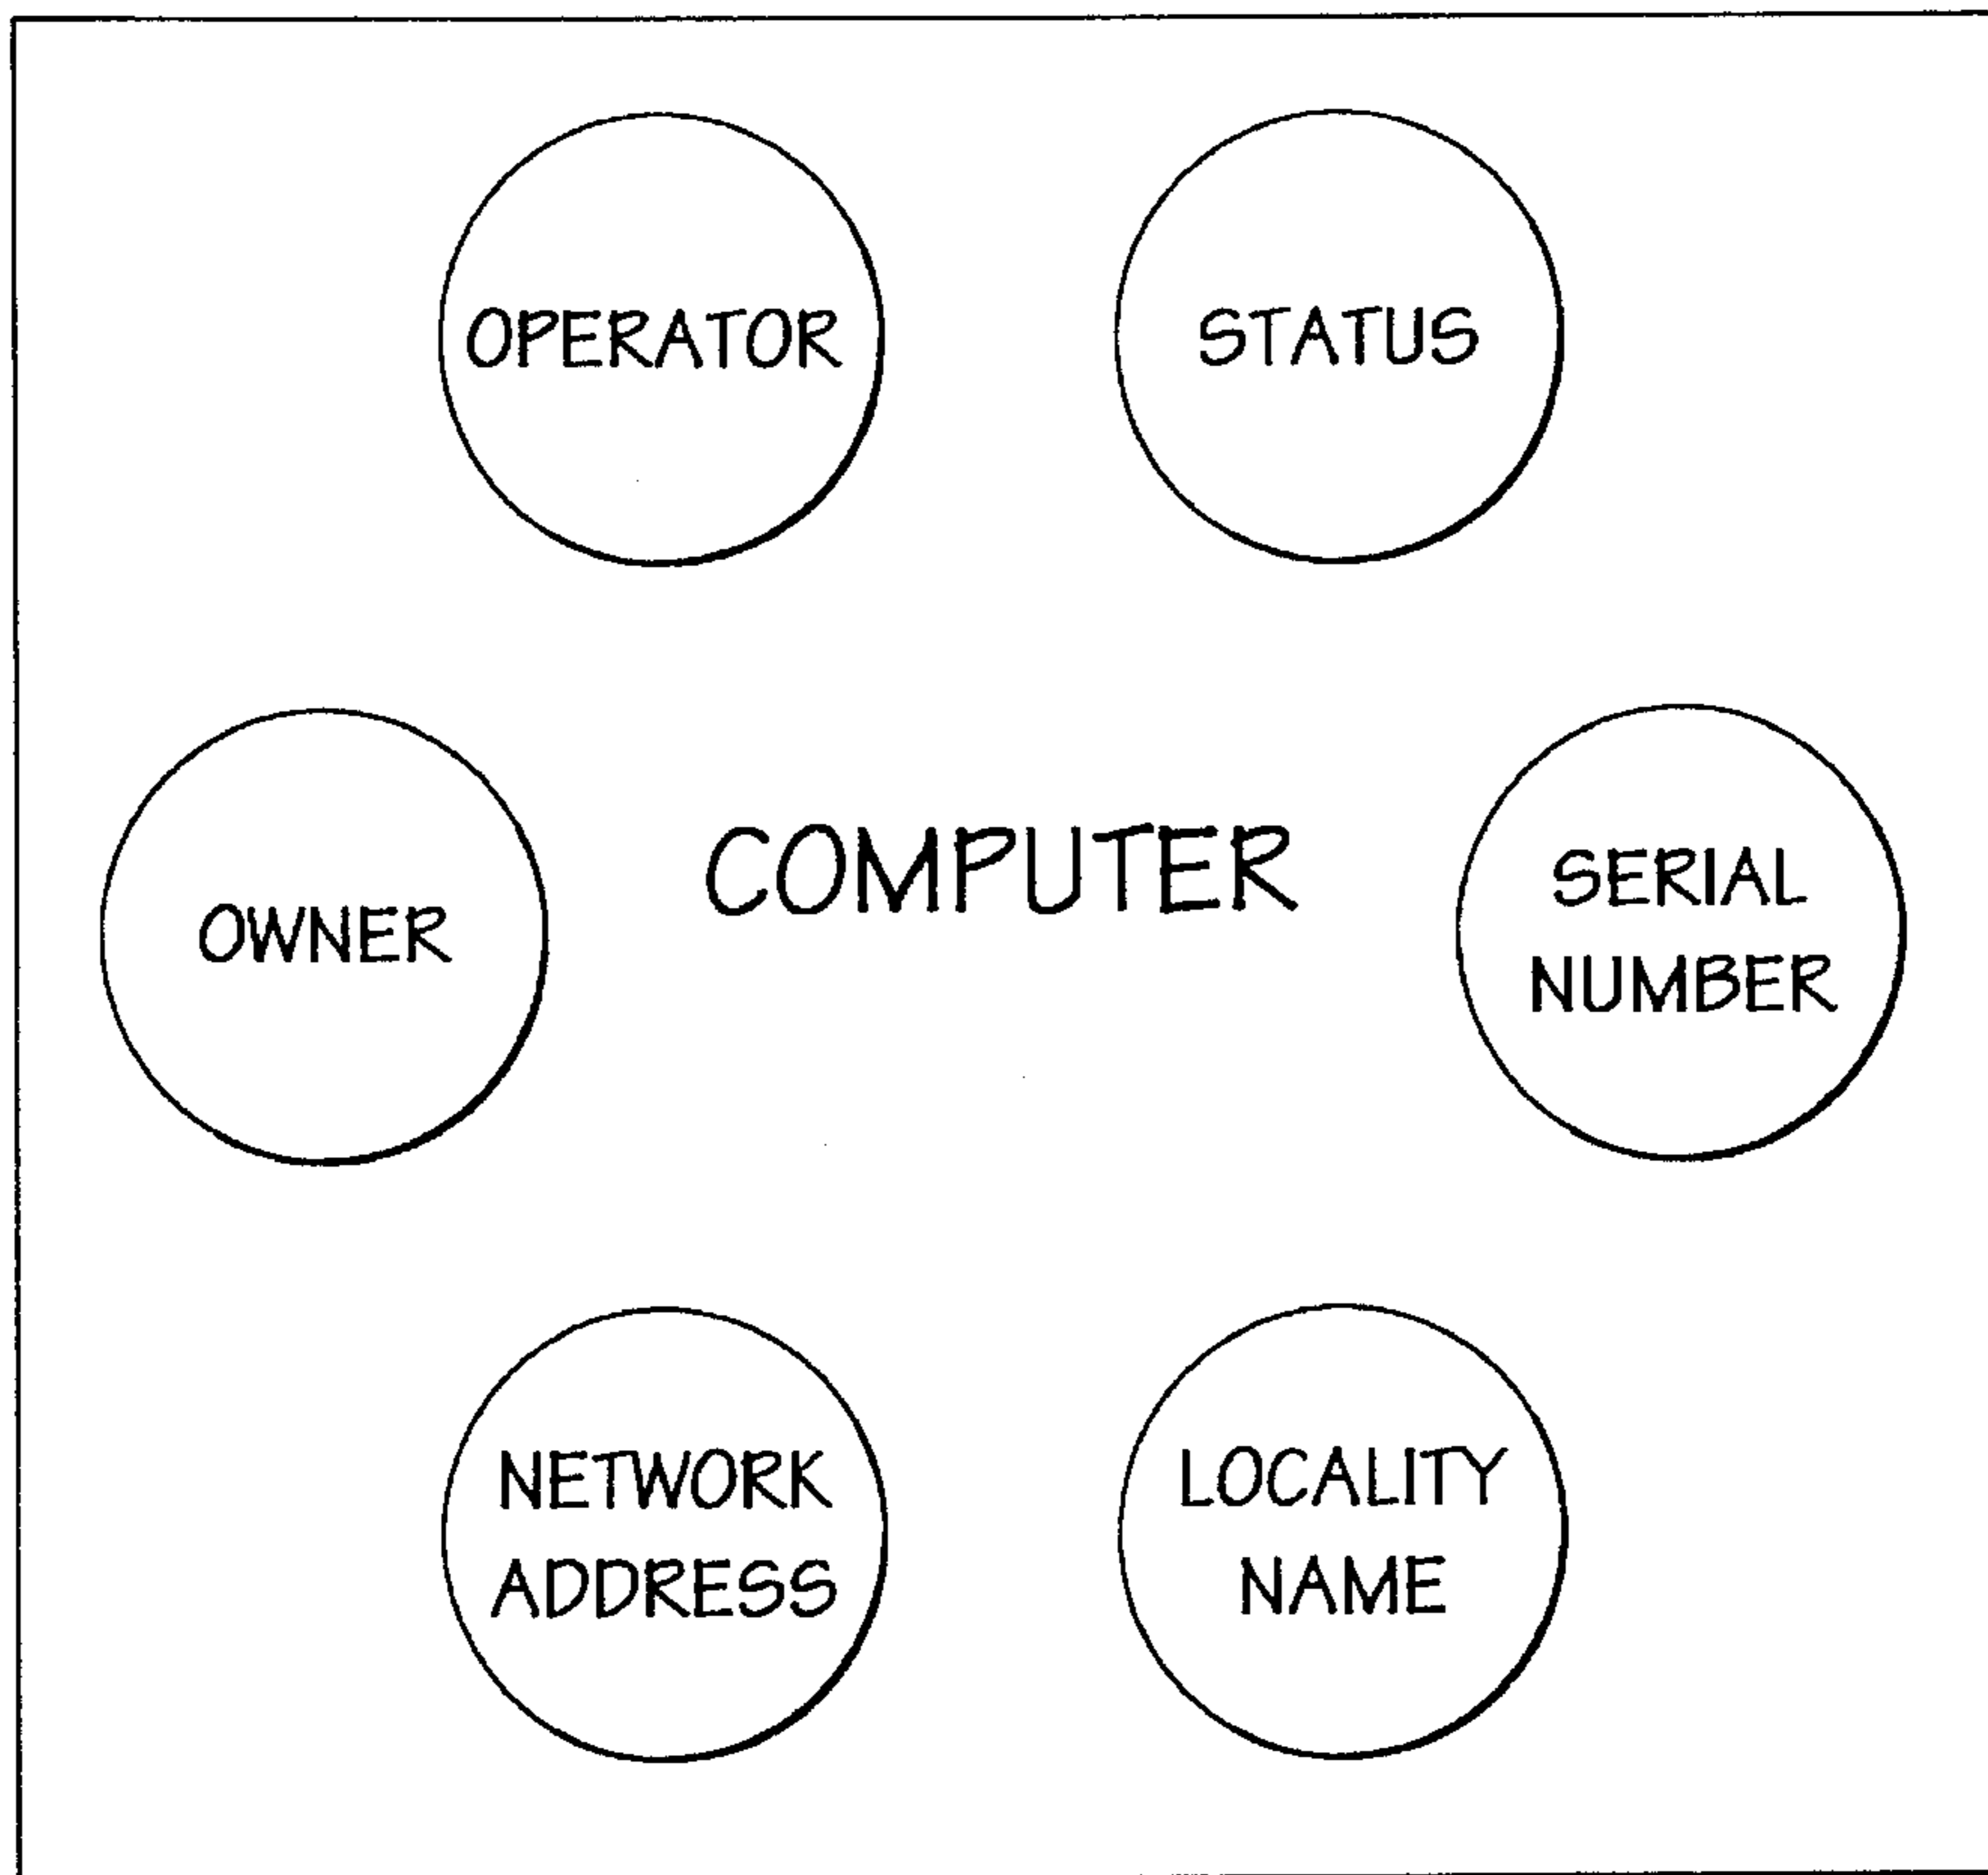 OPERATOR
STATUS
OWNER
COMPUTER
SERIAL
NUMBER
NETWORK
ADDRESS
LOCALITY
NAME